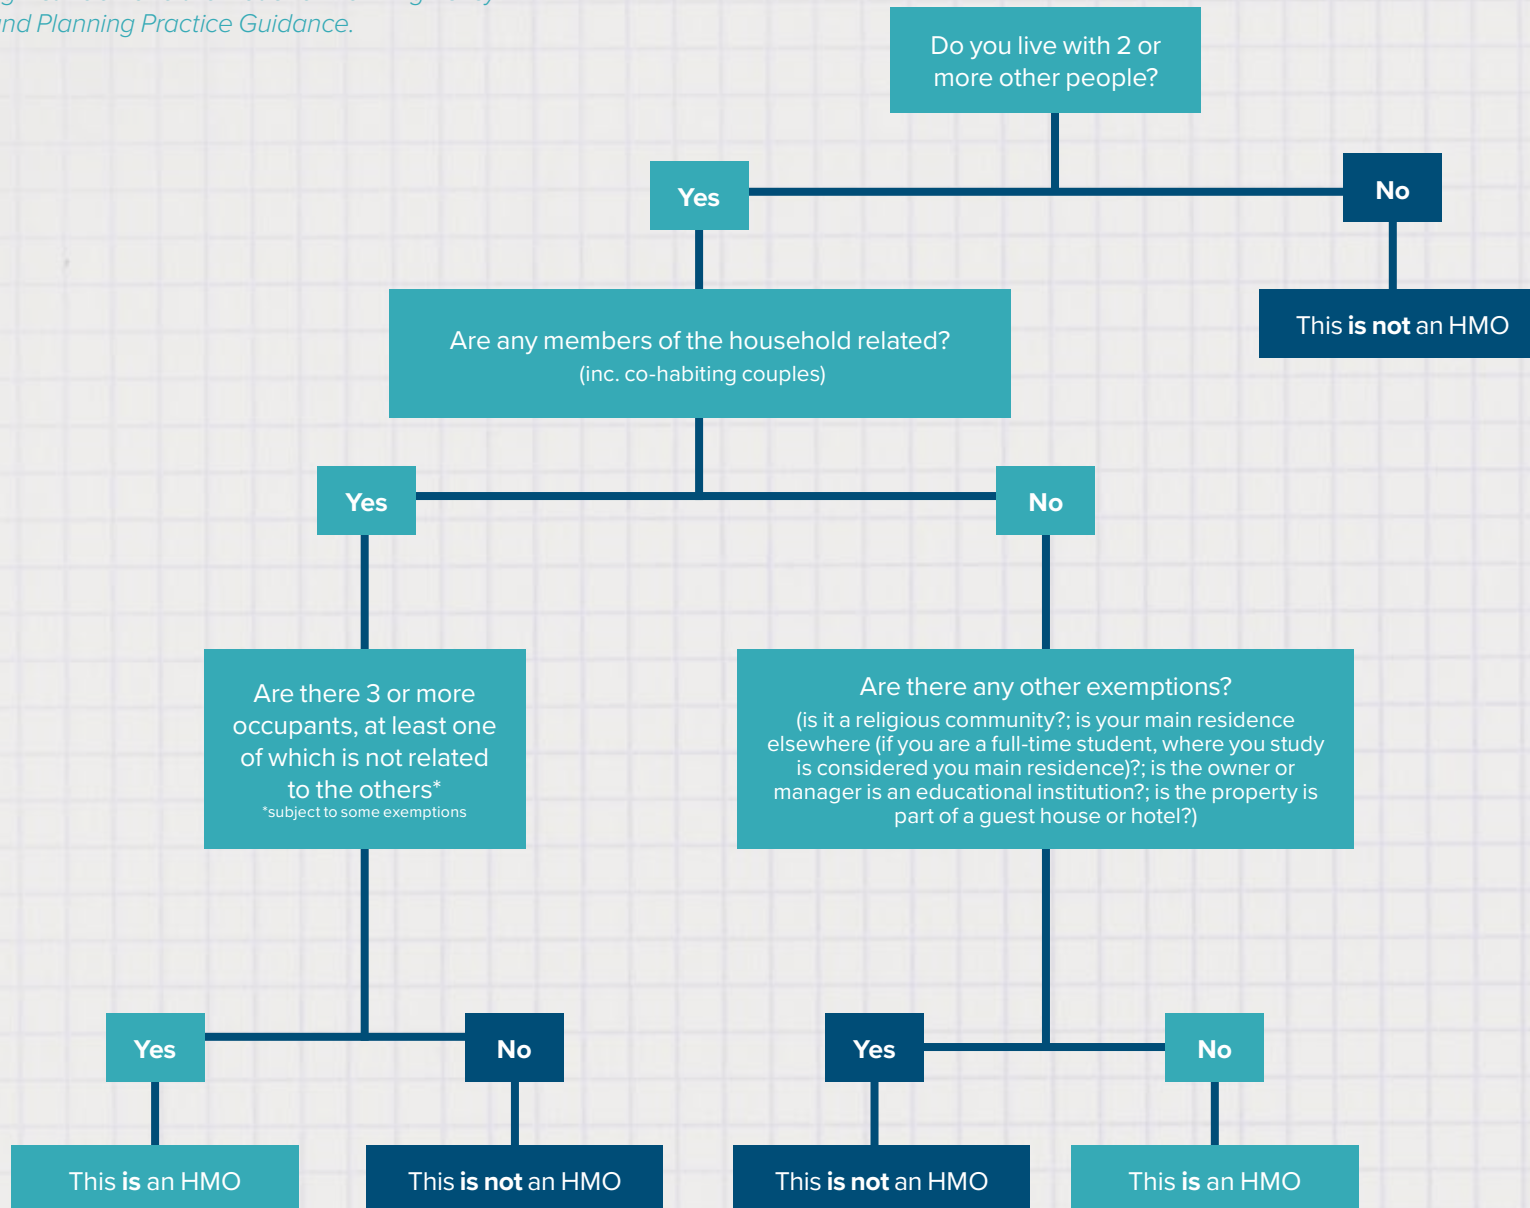 and Planning Practice Guidance.
Do you live with 2 or
more other people?
Yes
No
This is not an HMO
Are any members of the household related?
(inc. co-habiting couples)
Yes
No
Are there 3 or more
occupants, at least one
of which is not related
to the others*
*subject to some exemptions
Are there any other exemptions?
(is it a religious community?; is your main residence
elsewhere (if you are a full-time student, where you study
is considered you main residence)?; is the owner or
manager is an educational institution?; is the property is
part of a guest house or hotel?)
Yes
No
Yes
No
This is an HMO
This is not an HMO
This is not an HMO
This is an HMO